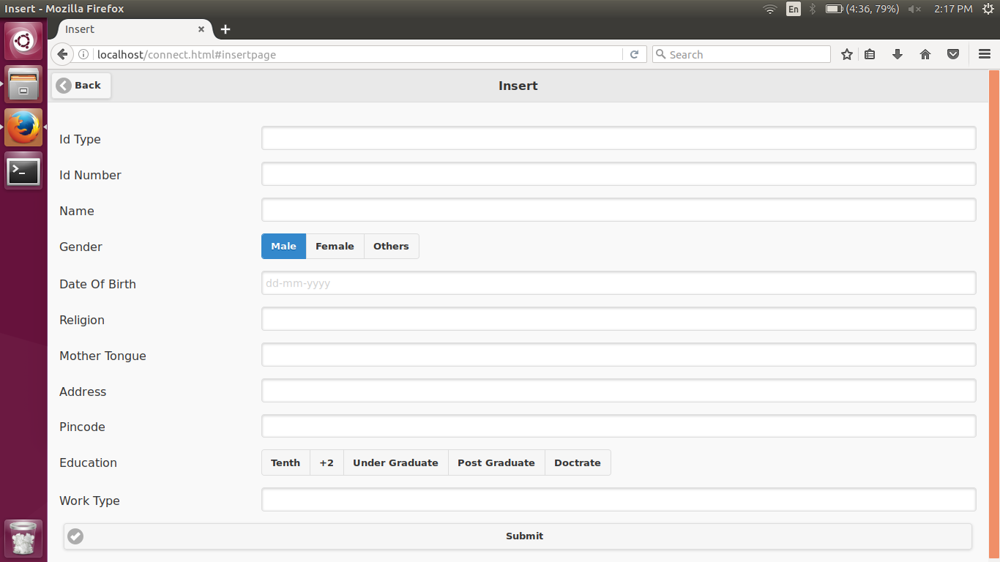 Insert - Mozilla Firefox
En
(4:36, 79%)
2:17 PM
Insert
localhost/connect.html#insertpage
Search
Back
Insert
Id Type
Id Number
Name
Gender
Male Female Others
Date Of Birth
dd-mm-yyyy
Religion
Mother Tongue
Address
Pincode
Education
Tenth +2 Under Graduate Post Graduate Doctrate
Work Type
Submit